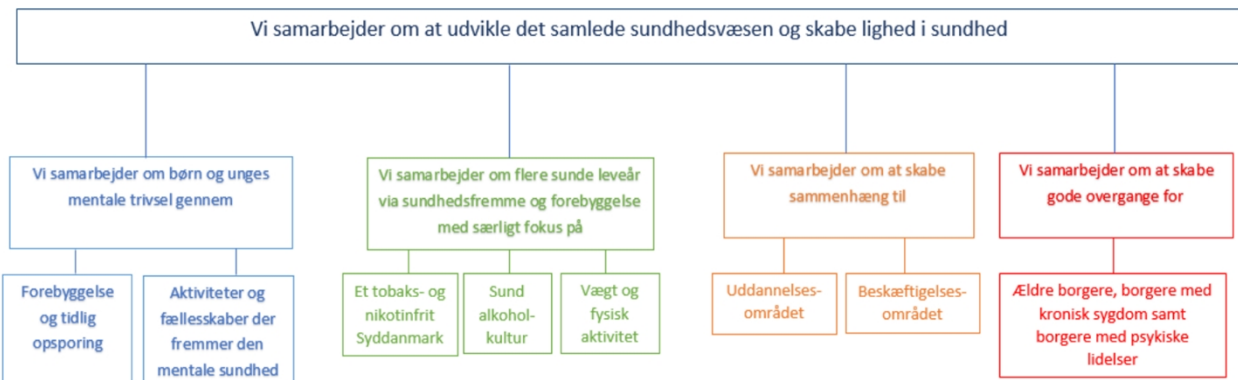 Vi samarbejder om at udvikle det samlede sundhedsvæsen og skabe lighed i sundhed
Vi samarbejder om børn og unges
mentale trivsel gennem
Forebyggelse
og tidlig
opsporing
Aktiviteter og
fællesskaber der
fremmer den
mentale sundhed
Vi samarbejder om flere sunde leveår
via sundhedsfremme og forebyggelse
med særligt fokus på
Et tobaks- og
nikotinfrit
Syddanmark
Sund
alkohol-
kultur
Vægt og
fysisk
aktivitet
Vi samarbejder om at skabe
sammenhæng til
Uddannelses-
området
Beskæftigelses-
området
Vi samarbejder om at skabe
gode overgange for
Ældre borgere, borgere med
kronisk sygdom samt
borgere med psykiske
lidelser